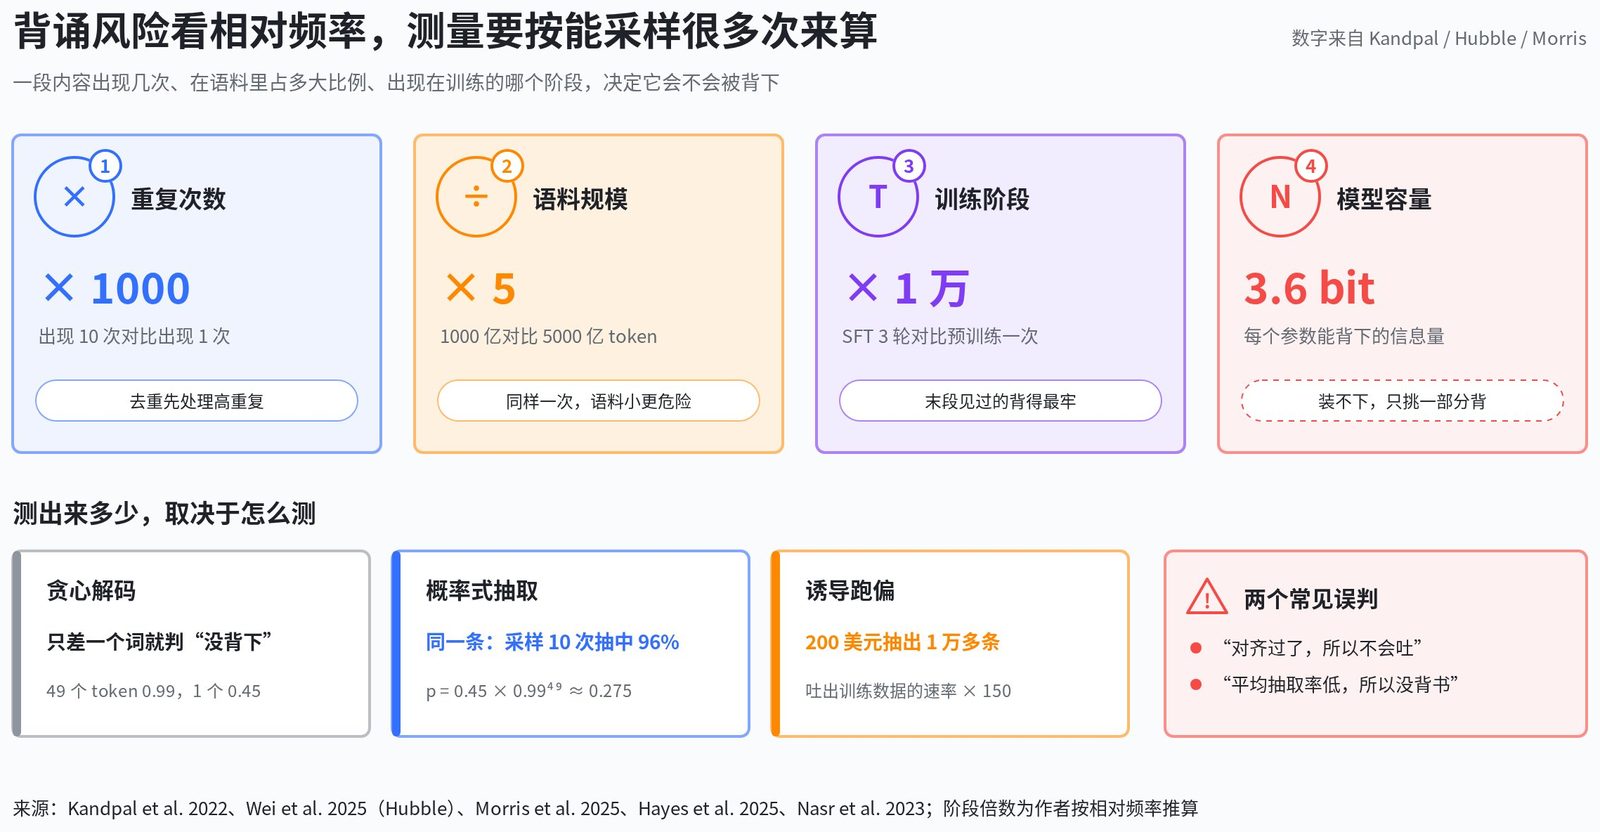 背诵风险看相对频率，测量要按能采样很多次来算
数字来自 Kandpal / Hubble / Morris
一段内容出现几次、在语料里占多大比例、出现在训练的哪个阶段，决定它会不会被背下
× 1 重复次数
× 1000
出现 10 次对比出现 1 次
去重先处理高重复
÷ 2 语料规模
× 5
1000 亿对比 5000 亿 token
同样一次，语料小更危险
T 3 训练阶段
× 1 万
SFT 3 轮对比预训练一次
末段见过的背得最牢
N 4 模型容量
3.6 bit
每个参数能背下的信息量
装不下，只挑一部分背
测出来多少，取决于怎么测
贪心解码
只差一个词就判“没背下”
49 个 token 0.99，1 个 0.45
概率式抽取
同一条：采样 10 次抽中 96%
p = 0.45 × 0.99⁴⁹ ≈ 0.275
诱导跑偏
200 美元抽出 1 万多条
吐出训练数据的速率 × 150
! 两个常见误判
● “对齐过了，所以不会吐”
● “平均抽取率低，所以没背书”
来源：Kandpal et al. 2022、Wei et al. 2025（Hubble）、Morris et al. 2025、Hayes et al. 2025、Nasr et al. 2023；阶段倍数为作者按相对频率推算